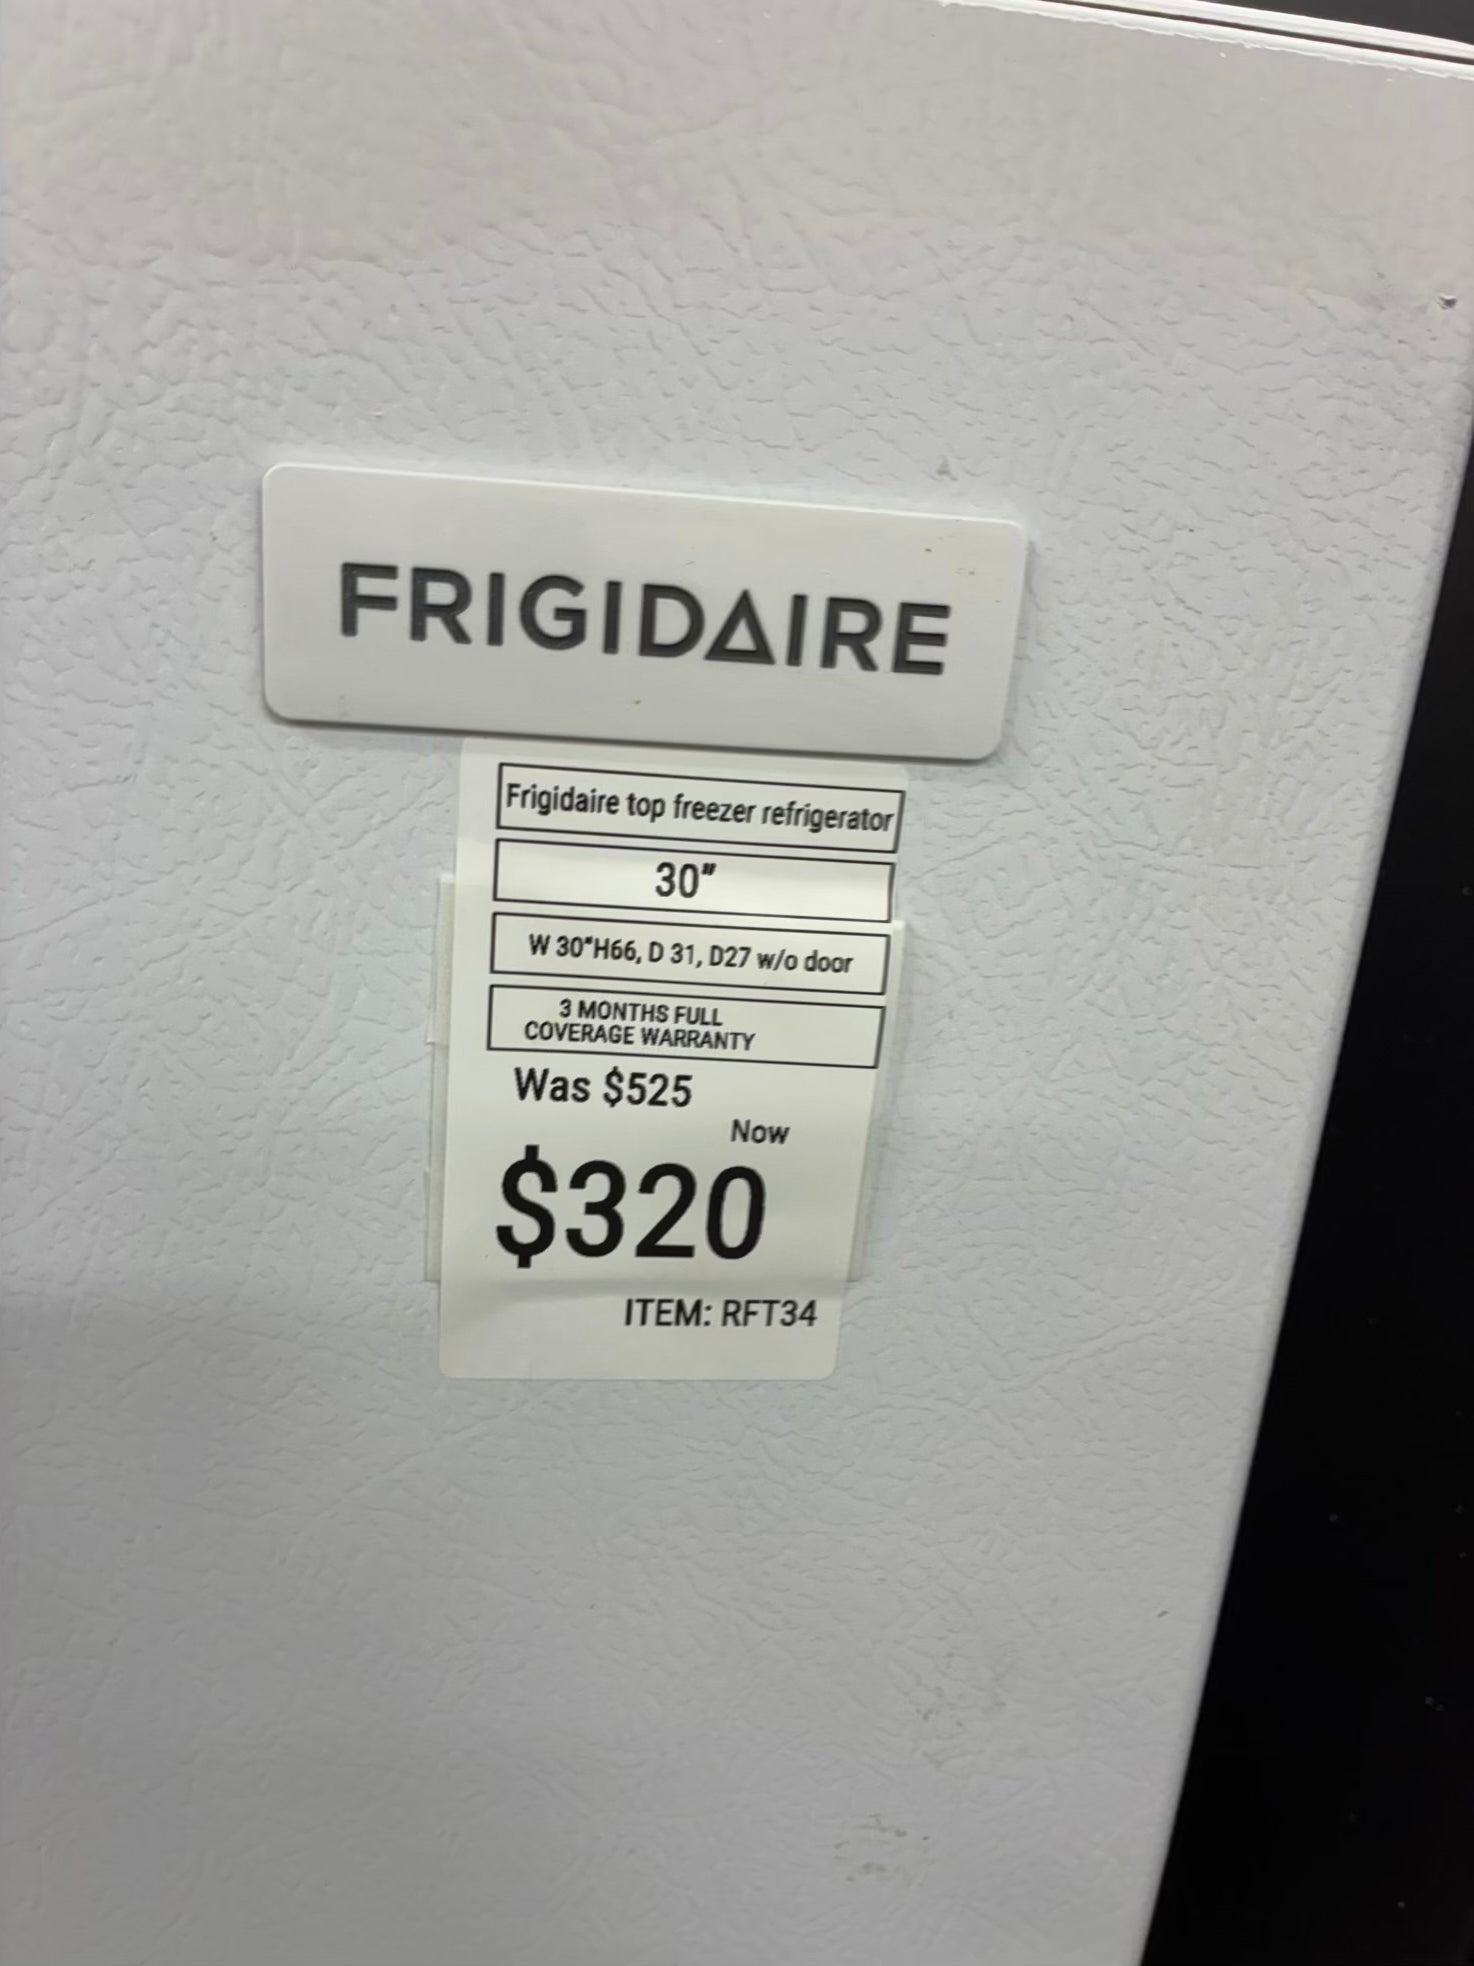 FRIGIDAIRE
Frigidaire top freezer refrigerator
30"
W 30"H66, D 31, D27 w/o door
3 MONTHS FULL
COVERAGE WARRANTY
Was $525
Now
$320
ITEM: RFT34